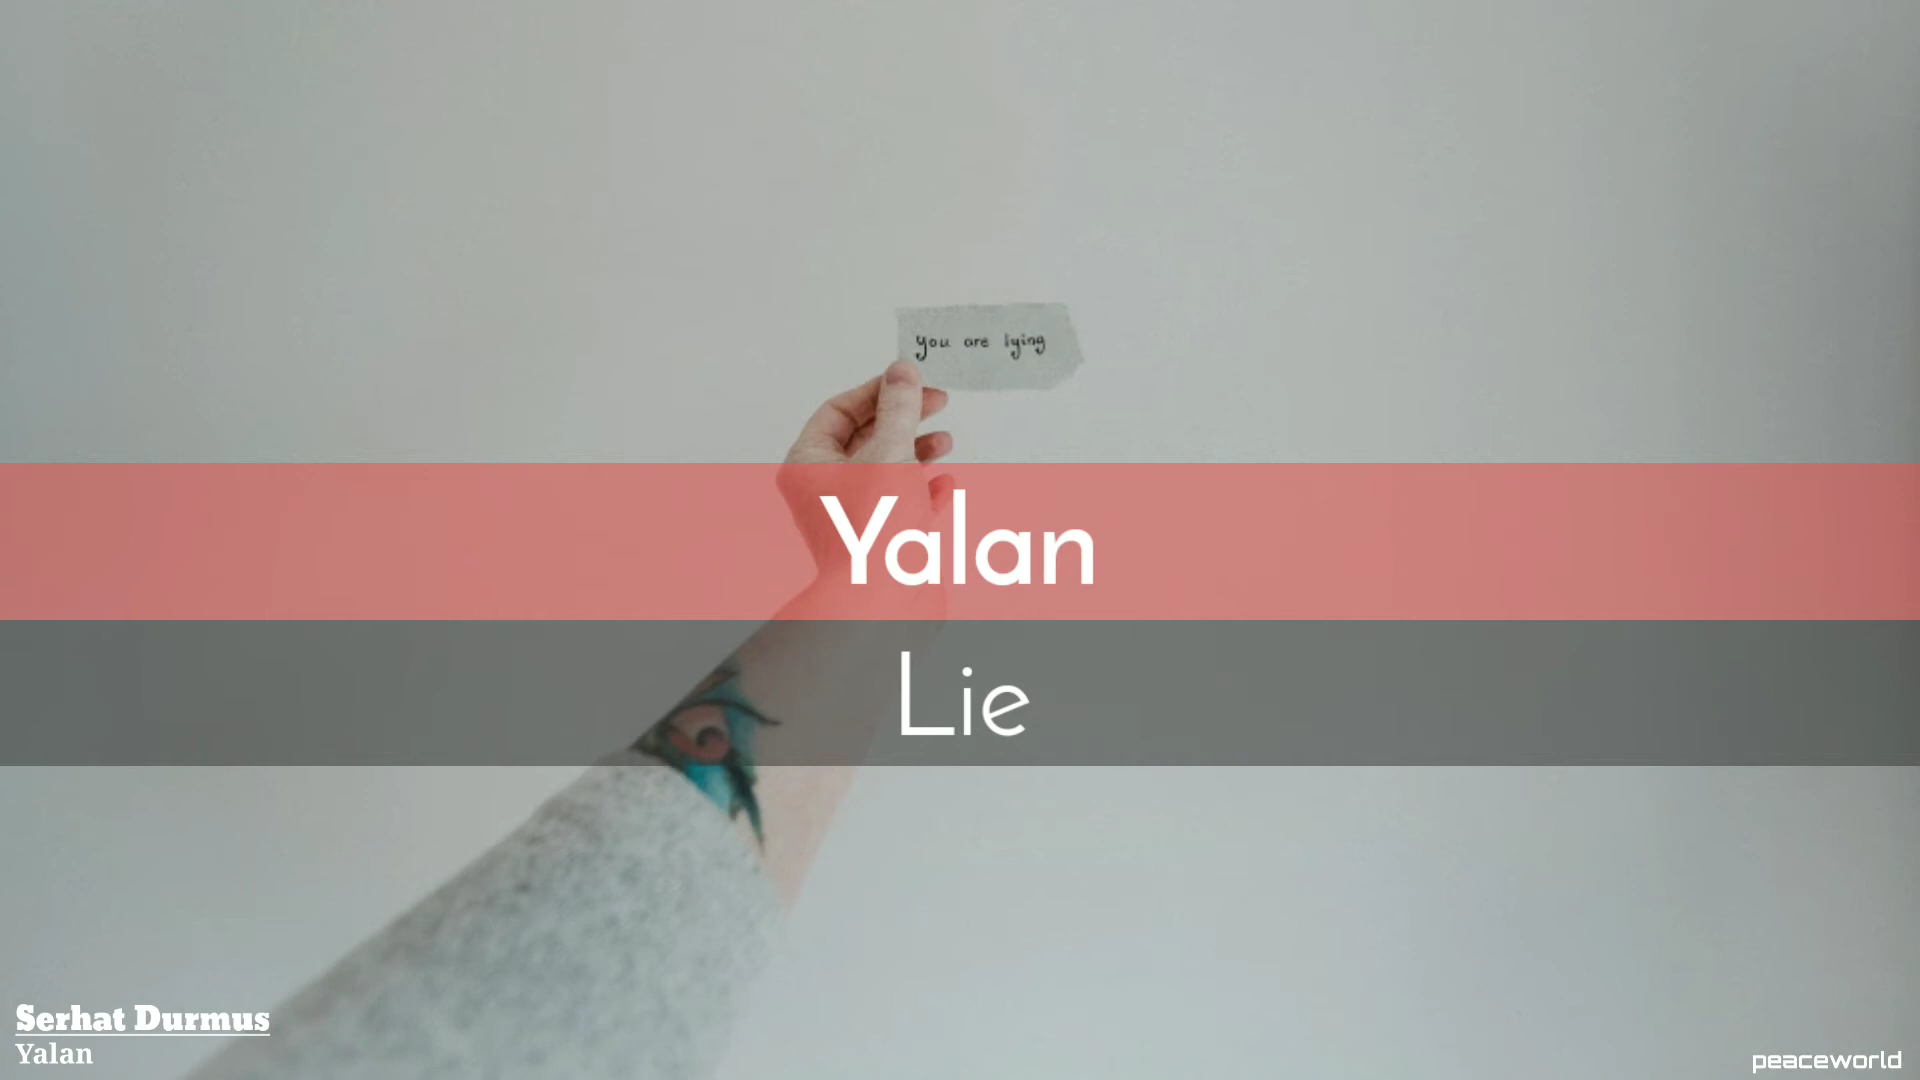 you are lying
Yalan
Lie
Serhat Durmus
Yalan
peaceworld